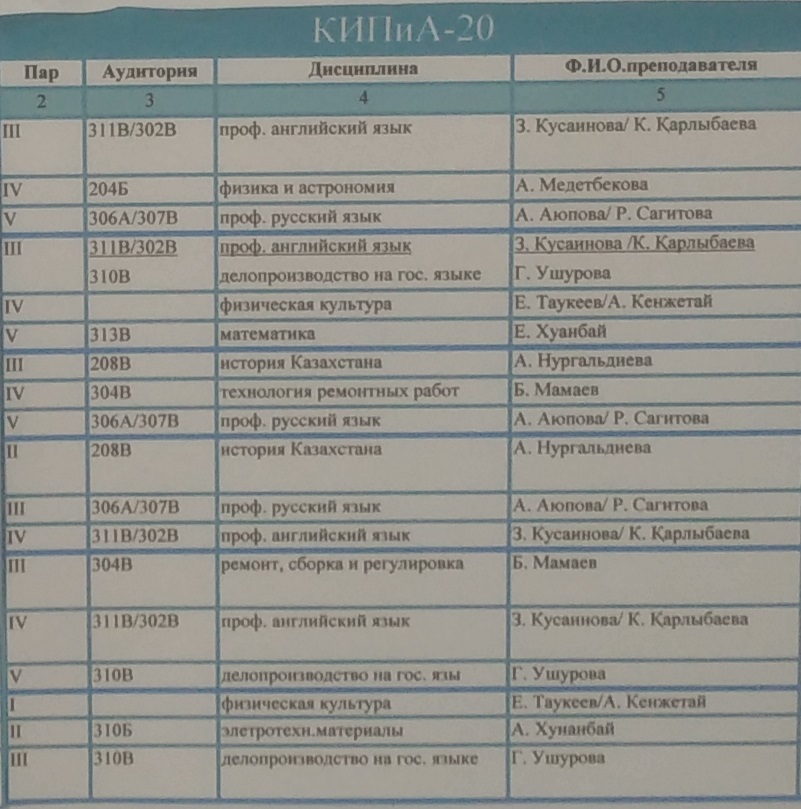 КИПиА-20
Пар Аудитория Дисциплина Ф.И.О.преподавателя
2 3 4 5
III 311В/302В проф. английский язык З. Кусаинова/ К. Қарлыбаева
IV 204Б физика и астрономия А. Медетбекова
V 306А/307В проф. русский язык А. Аюпова/ Р. Сагитова
III 311В/302В проф. английский язык З. Кусаинова /К. Қарлыбаева
310В делопроизводство на гос. языке Г. Ушурова
IV физическая культура Е. Таукеев/А. Кенжетай
V 313В математика Е. Хуанбай
III 208В история Казахстана А. Нургальдиева
IV 304В технология ремонтных работ Б. Мамаев
V 306А/307В проф. русский язык А. Аюпова/ Р. Сагитова
II 208В история Казахстана А. Нургальдиева
III 306А/307В проф. русский язык А. Аюпова/ Р. Сагитова
IV 311В/302В проф. английский язык З. Кусаинова/ К. Қарлыбаева
III 304В ремонт, сборка и регулировка Б. Мамаев
IV 311В/302В проф. английский язык З. Кусаинова/ К. Қарлыбаева
V 310В делопроизводство на гос. язы Г. Ушурова
I физическая культура Е. Таукеев/А. Кенжетай
II 310Б элетротехн.материалы А. Хунанбай
III 310В делопроизводство на гос. языке Г. Ушурова